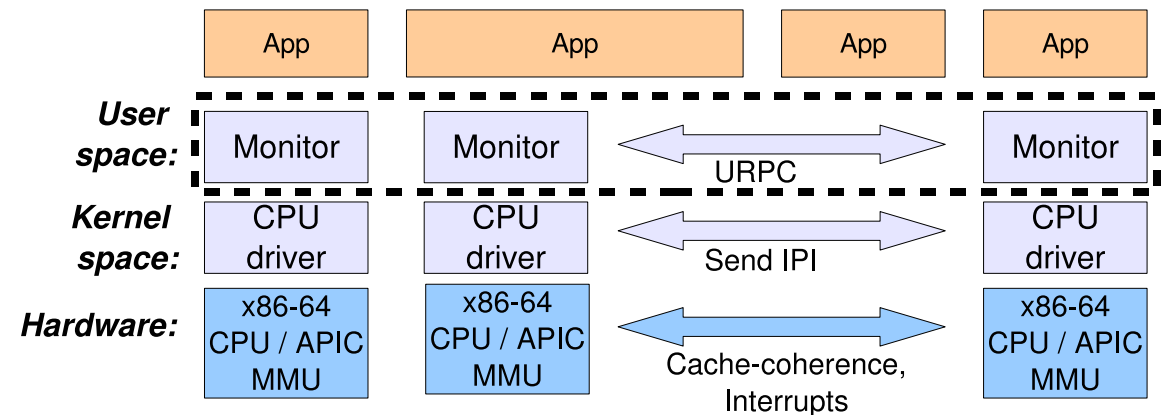 App
App
App
App
User
space:
Monitor
Monitor
URPC
Monitor
Kernel
space:
CPU
driver
CPU
driver
Send IPI
CPU
driver
Hardware:
x86-64
CPU / APIC
MMU
x86-64
CPU / APIC
MMU
Cache-coherence,
Interrupts
x86-64
CPU / APIC
MMU